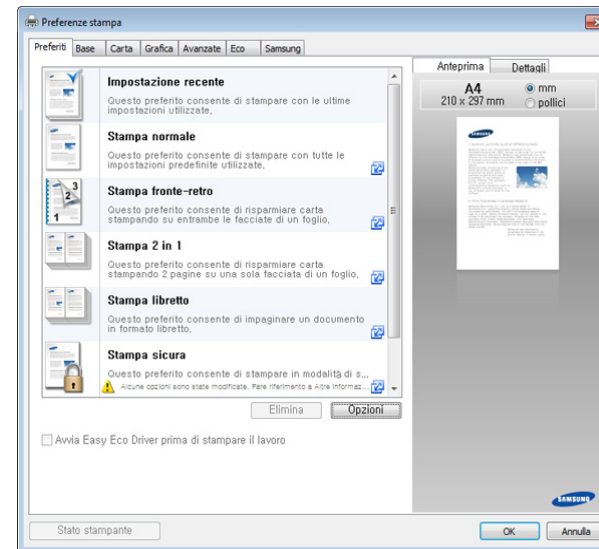 Preferenze stampa
Preferiti Base Carta Grafica Avanzate Eco Samsung
Impostazione recente
Questo preferito consente di stampare con le ultime
impostazioni utilizzate,
Stampa normale
Questo preferito consente di stampare con tutte le
impostazioni predefinite utilizzate,
Stampa fronte-retro
Questo preferito consente di risparmiare carta
stampando su entrambe le facciate di un foglio,
Stampa 2 in 1
Questo preferito consente di risparmiare carta
stampando 2 pagine su una sola facciata di un foglio,
Stampa libretto
Questo preferito consente di impaginare un documento
in formato libretto,
Stampa sicura
Questo preferito consente di stampare in modalità di s...
Alcune opzioni sono state modificate. Fare riferimento a Altre informaz...
Elimina Opzioni
Avvia Easy Eco Driver prima di stampare il lavoro
Stato stampante
Anteprima Dettagli
A4
210 x 297 mm
mm
pollici
SAMSUNG
SAMSUNG
OK Annulla